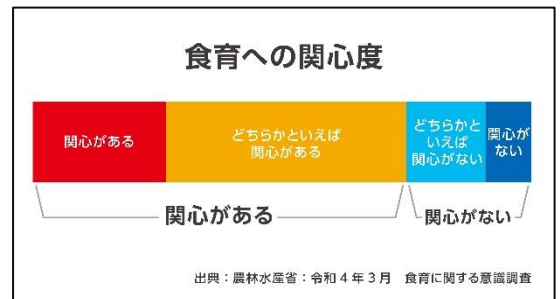 食育への関心度
関心がある
どちらかといえば
関心がある
どちらかと
いえば
関心がない
関心が
ない
関心がある
関心がない
出典：農林水産省：令和４年３月　食育に関する意識調査